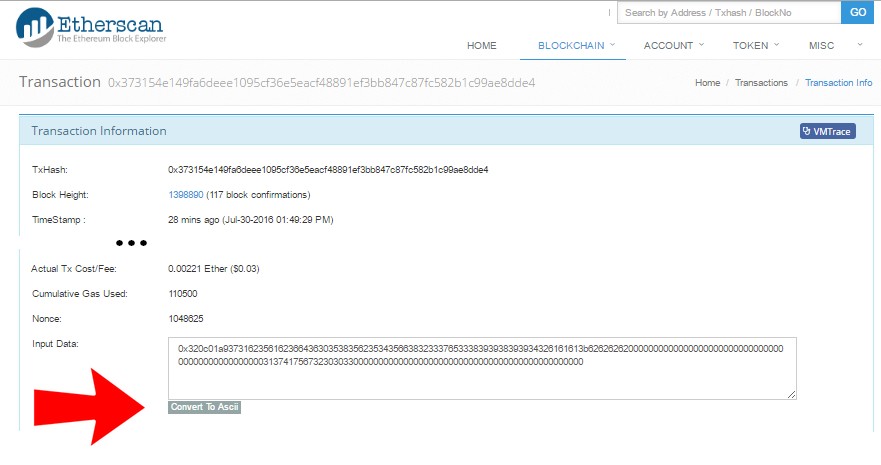 Etherscan
The Ethereum Block Explorer
Search by Address / Txhash / BlockNo GO
HOME BLOCKCHAIN ACCOUNT TOKEN MISC
Transaction 0x373154e149fa6deee1095cf36e5eacf48891ef3bb847c87fc582b1c99ae8dde4 Home / Transactions / Transaction Info
Transaction Information VMTrace
TxHash: 0x373154e149fa6deee1095cf36e5eacf48891ef3bb847c87fc582b1c99ae8dde4
Block Height: 1398890 (117 block confirmations)
TimeStamp : 28 mins ago (Jul-30-2016 01:49:29 PM)
...
Actual Tx Cost/Fee: 0.00221 Ether ($0.03)
Cumulative Gas Used: 110500
Nonce: 1048625
Input Data:
Convert To Ascii